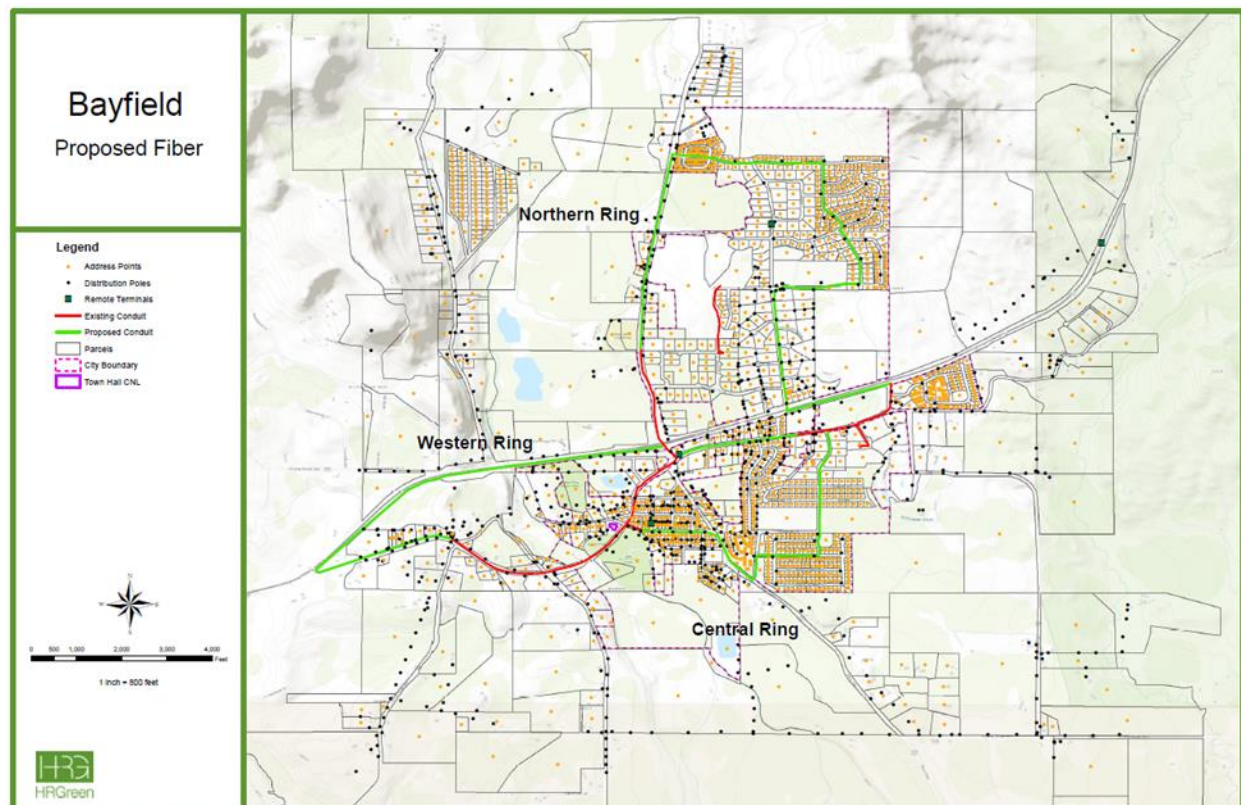 Bayfield
Proposed Fiber
Legend
Address Points
Distribution Poles
Remote Terminals
Existing Conduit
Proposed Conduit
Parcels
City Boundary
Town Hall CNL
N
W
E
S
0 500 1,000 2,000 3,000 4,000
Feet
1 inch = 800 feet
HRG
HRGreen
Northern Ring
Western Ring
Central Ring